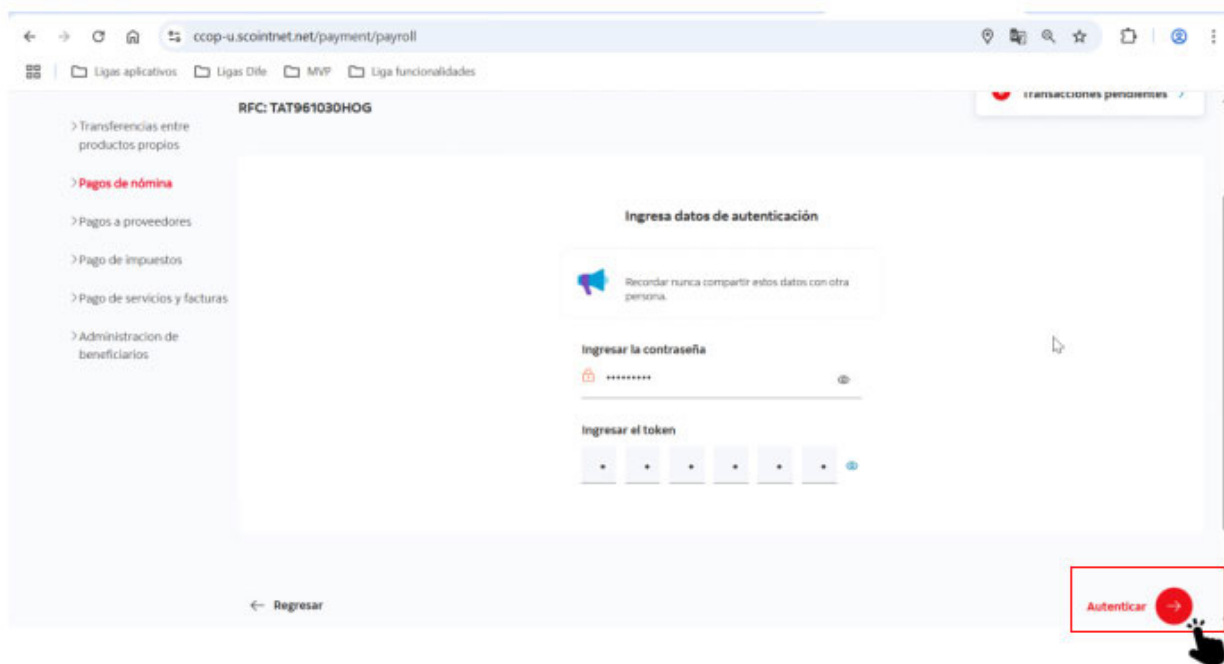 ccop-u.scointnet.net/payment/payroll
Ligas aplicativos
Ligas Dife
MVP
Liga funcionalidades
RFC: TAT961030HOG
Transacciones pendientes
Transferencias entre
productos propios
Pagos de nómina
Pagos a proveedores
Pago de impuestos
Pago de servicios y facturas
Administracion de
beneficiarios
Ingresa datos de autenticación
Recordar nunca compartir estos datos con otra
persona.
Ingresar la contraseña
•••••••••
Ingresar el token
• • • • • •
Regresar
Autenticar